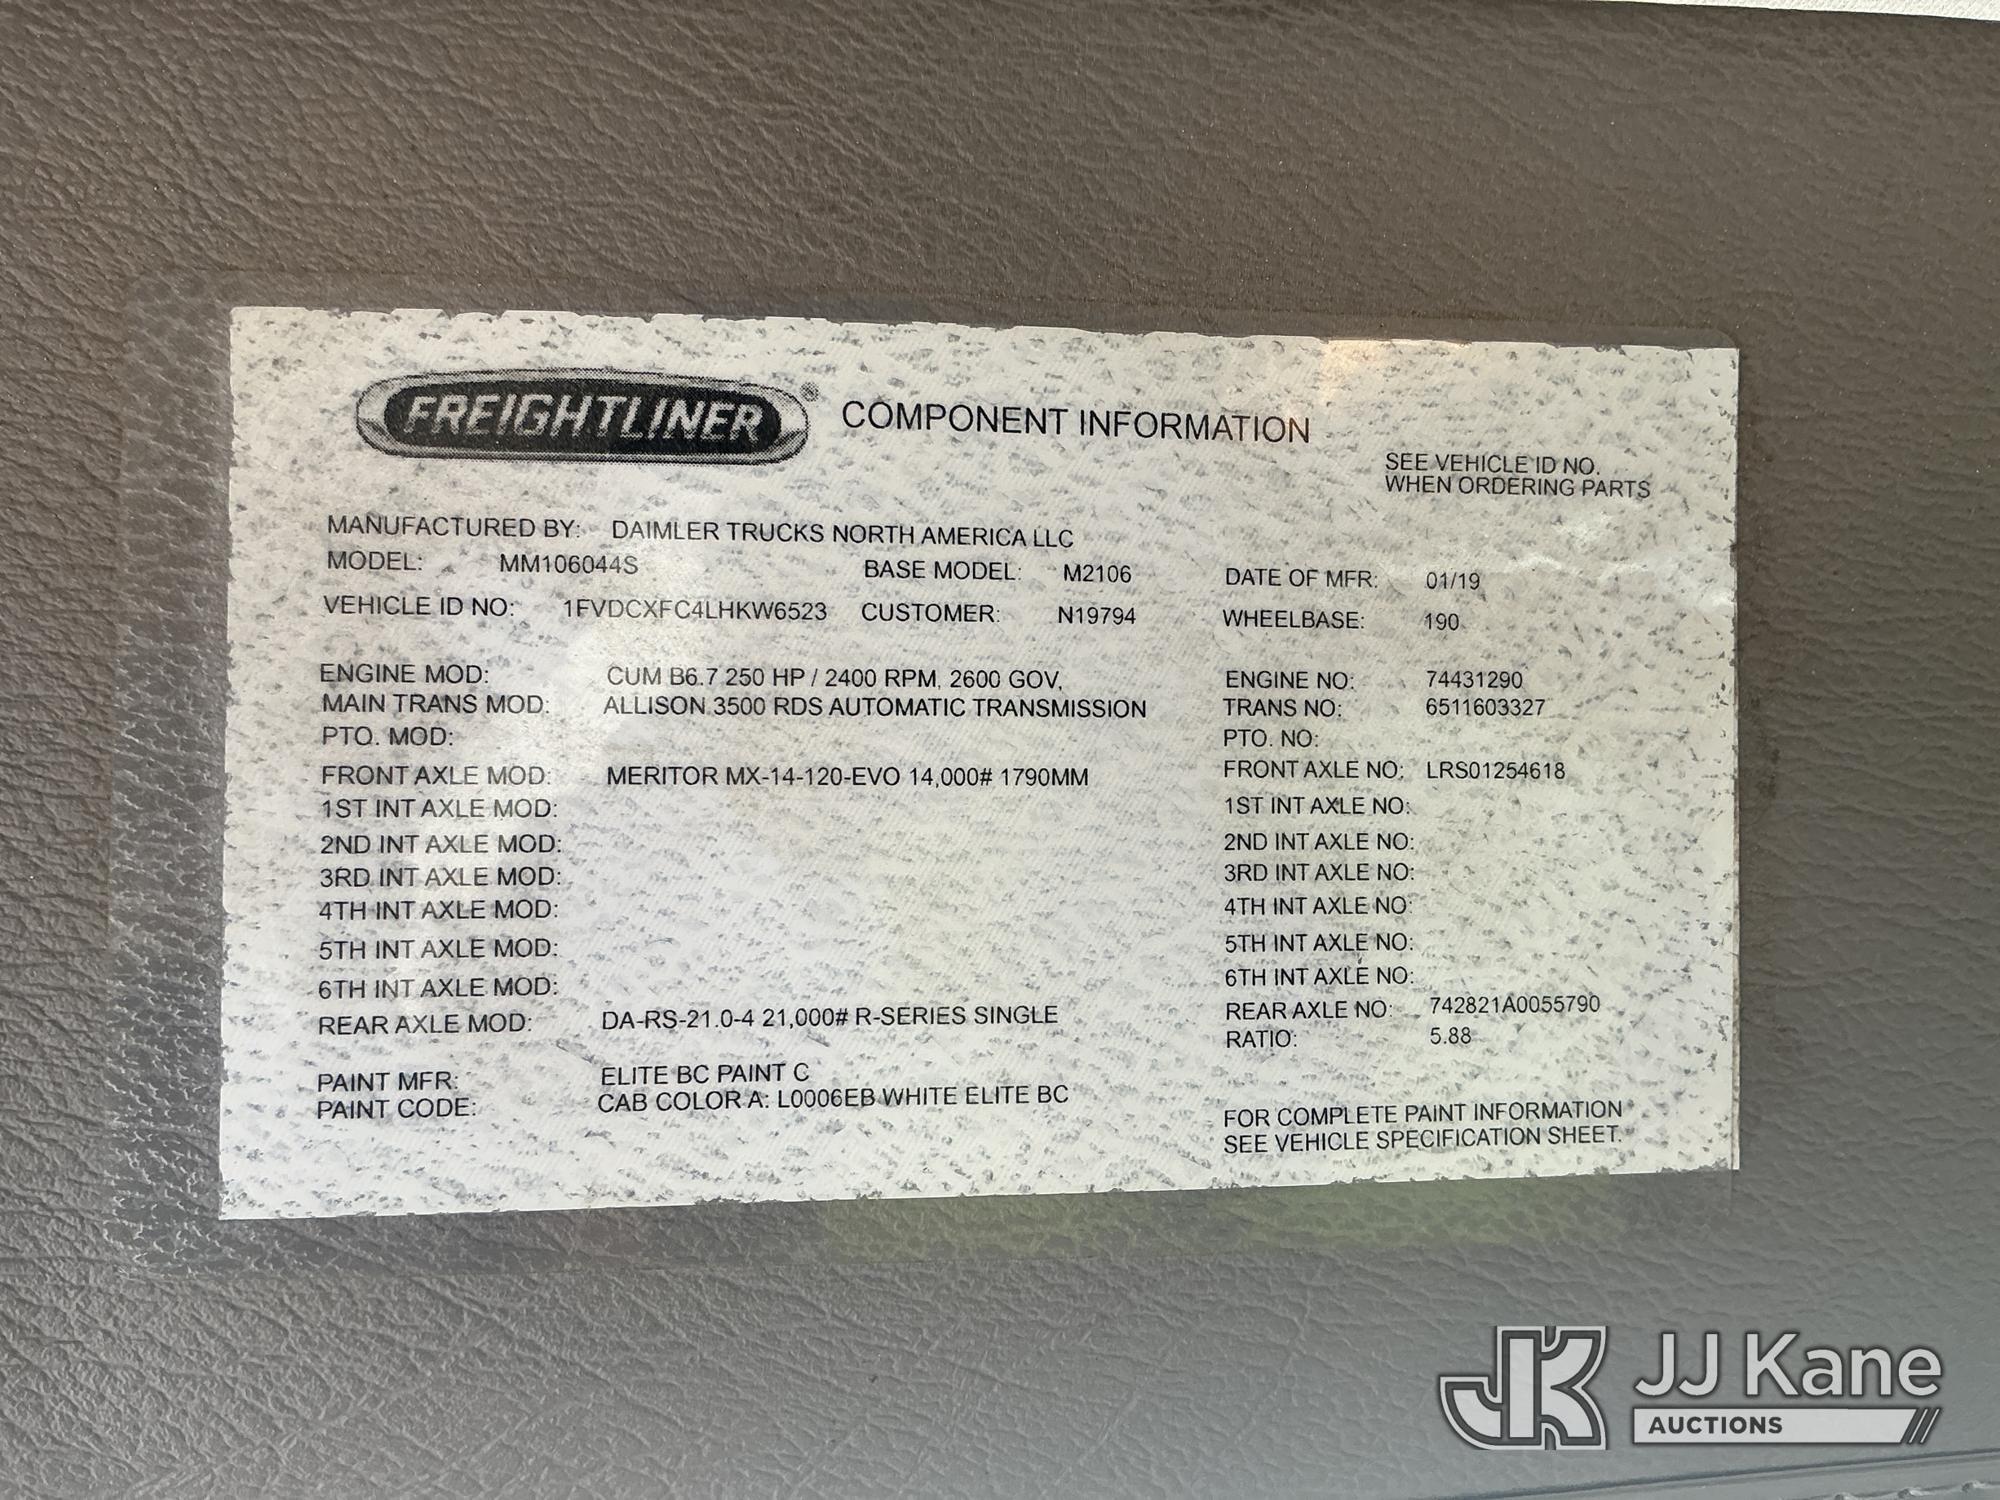 FREIGHTLINER® COMPONENT INFORMATION
SEE VEHICLE ID NO.
WHEN ORDERING PARTS
MANUFACTURED BY: DAIMLER TRUCKS NORTH AMERICA LLC
MODEL: MM106044S BASE MODEL: M2106 DATE OF MFR: 01/19
VEHICLE ID NO: 1FVDCXFC4LHKW6523 CUSTOMER: N19794 WHEELBASE: 190
ENGINE MOD: CUM B6.7 250 HP / 2400 RPM, 2600 GOV, ENGINE NO: 74431290
MAIN TRANS MOD: ALLISON 3500 RDS AUTOMATIC TRANSMISSION TRANS NO: 6511603327
PTO. MOD: PTO. NO:
FRONT AXLE MOD: MERITOR MX-14-120-EVO 14,000# 1790MM FRONT AXLE NO: LRS01254618
1ST INT AXLE MOD: 1ST INT AXLE NO:
2ND INT AXLE MOD: 2ND INT AXLE NO:
3RD INT AXLE MOD: 3RD INT AXLE NO:
4TH INT AXLE MOD: 4TH INT AXLE NO:
5TH INT AXLE MOD: 5TH INT AXLE NO:
6TH INT AXLE MOD: 6TH INT AXLE NO:
REAR AXLE MOD: DA-RS-21.0-4 21,000# R-SERIES SINGLE REAR AXLE NO: 742821A0055790
RATIO: 5.88
PAINT MFR: ELITE BC PAINT C
PAINT CODE: CAB COLOR A: L0006EB WHITE ELITE BC
FOR COMPLETE PAINT INFORMATION
SEE VEHICLE SPECIFICATION SHEET.
JK JJ Kane
AUCTIONS